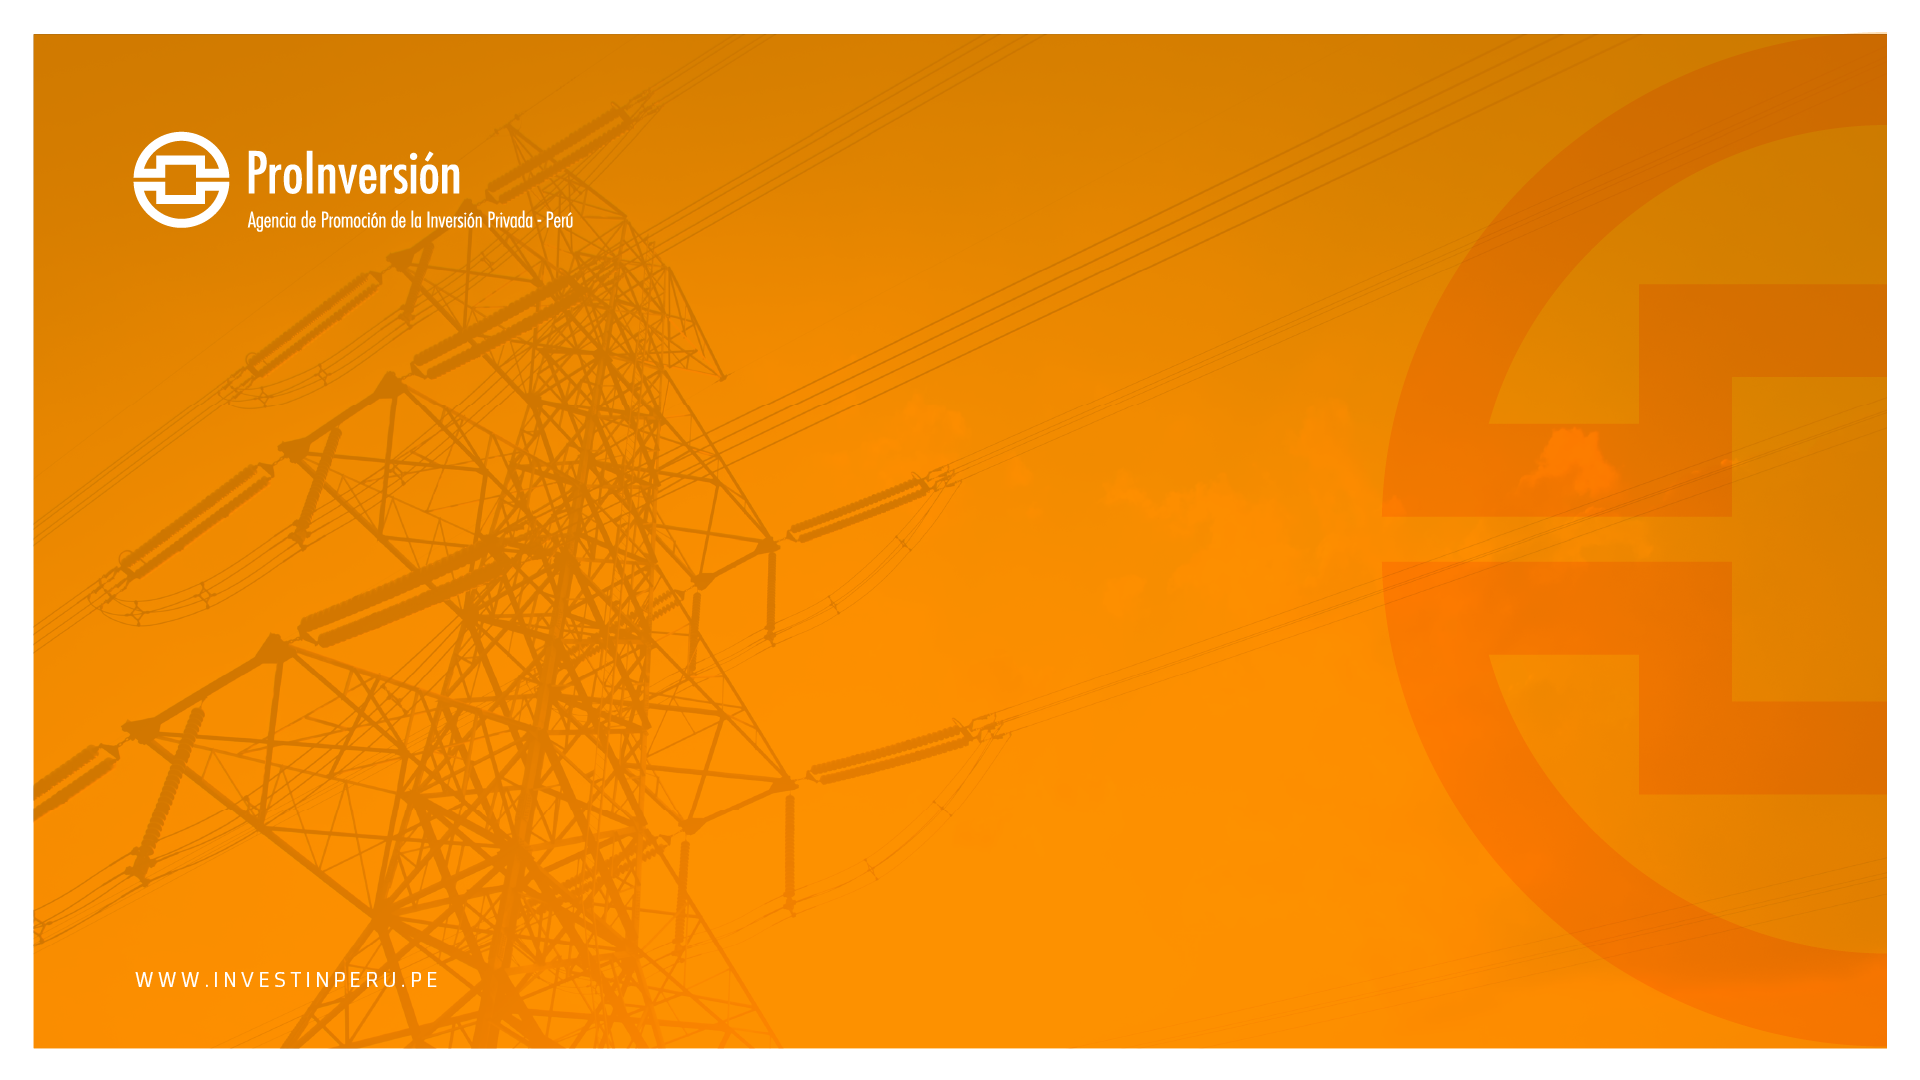 ProInversión
Agencia de Promoción de la Inversión Privada - Perú
WWW.INVESTINPERU.PE